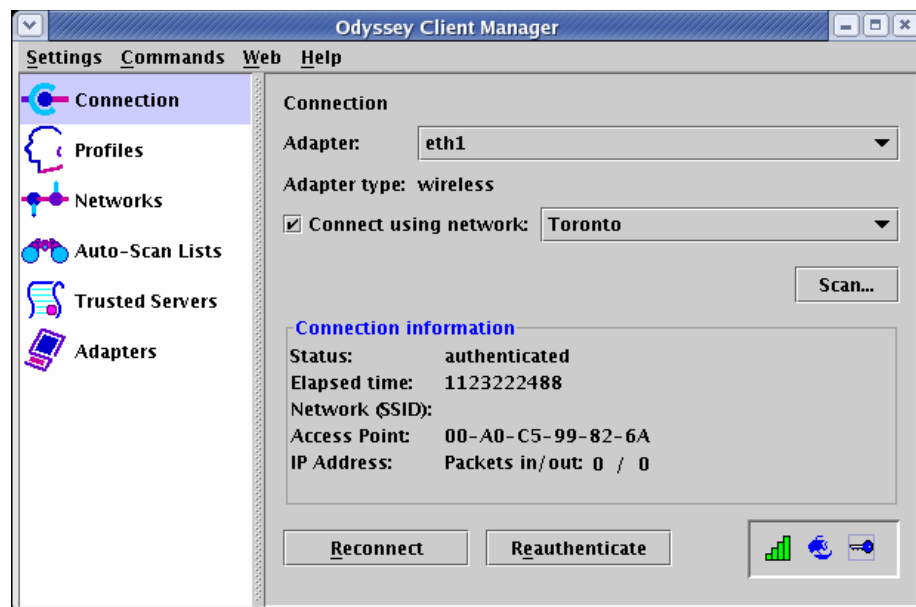 Odyssey Client Manager
Settings Commands Web Help
Connection
Profiles
Networks
Auto-Scan Lists
Trusted Servers
Adapters
Connection
Adapter: eth1
Adapter type: wireless
Connect using network: Toronto
Scan...
Connection information
Status: authenticated
Elapsed time: 1123222488
Network (SSID):
Access Point: 00-A0-C5-99-82-6A
IP Address: Packets in/out: 0 / 0
Reconnect Reauthenticate